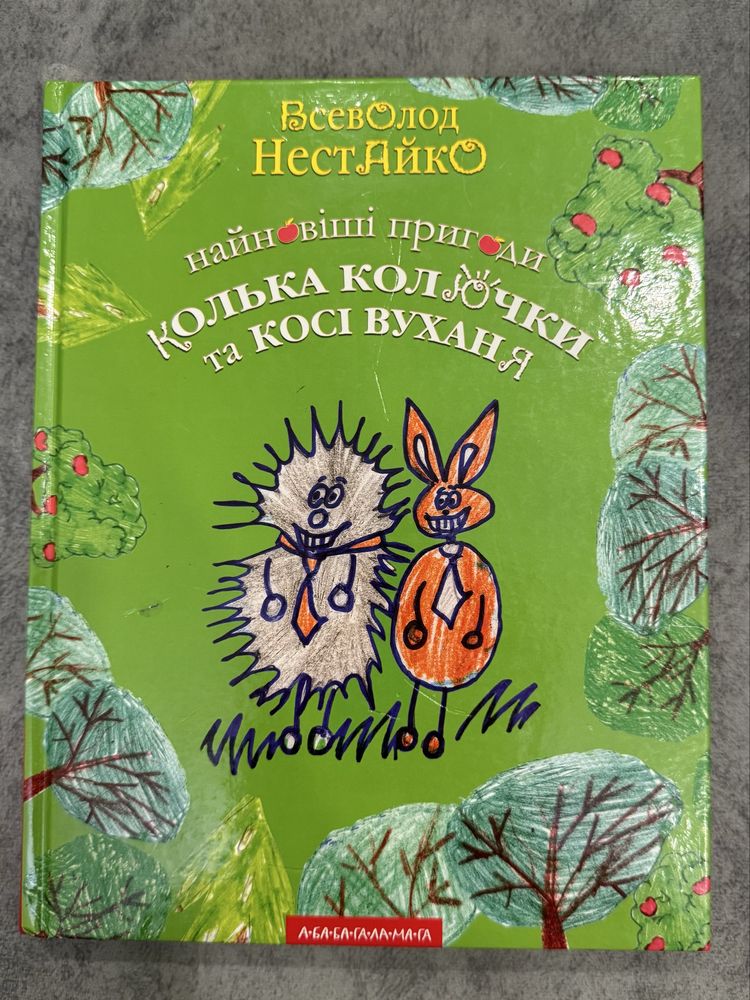 Всеволод
Нестайко
найновіші пригоди
Колька Колючки
та Косі Вуханя
А·БА·БА·ГА·ЛА·МА·ГА